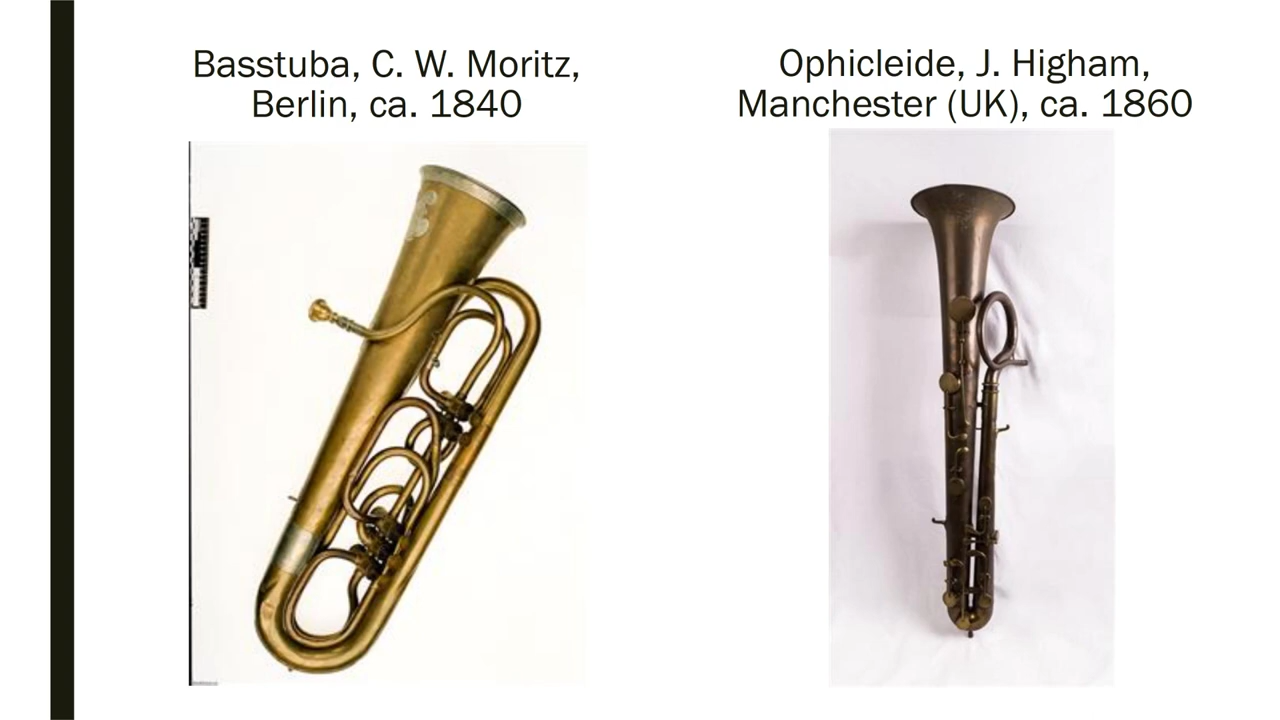 Basstuba, C. W. Moritz,
Berlin, ca. 1840
Ophicleide, J. Higham,
Manchester (UK), ca. 1860